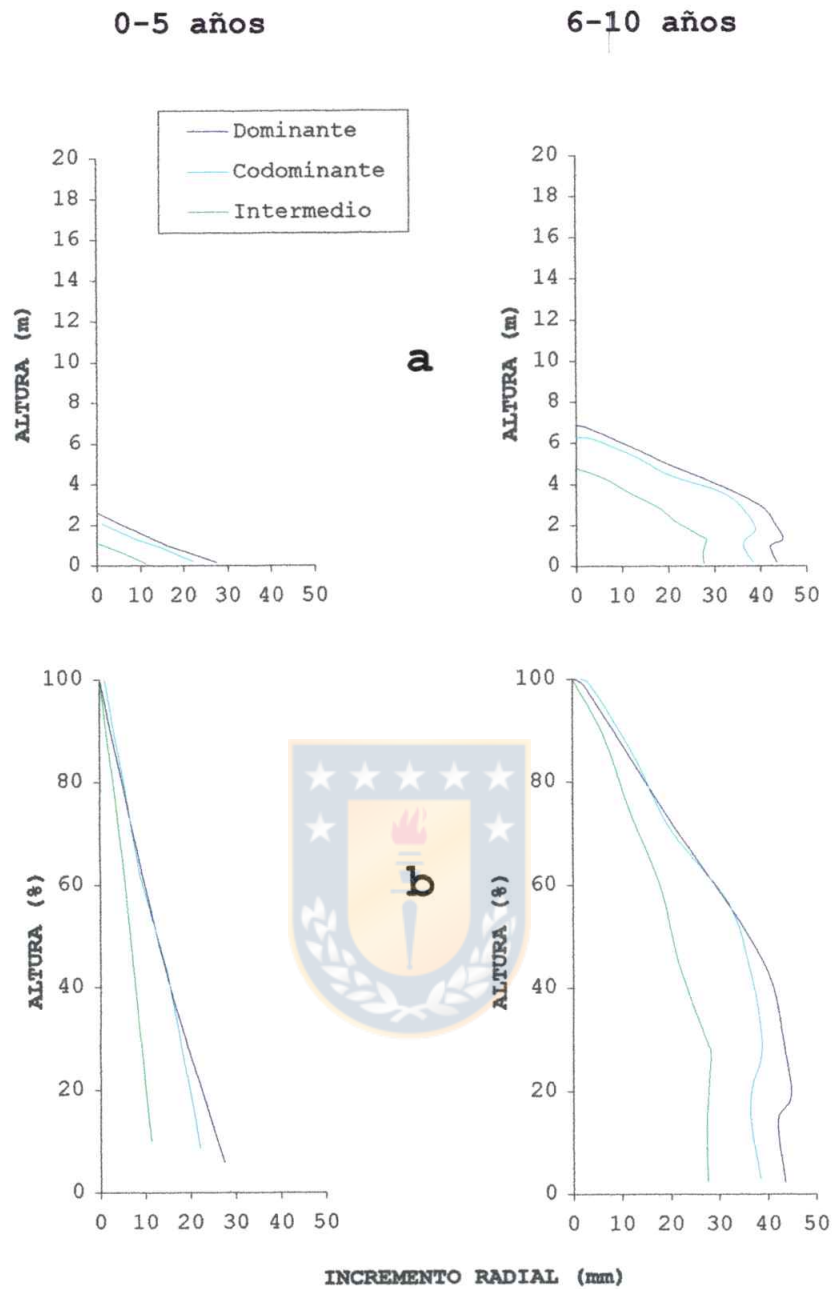 0-5 años
6-10 años
Dominante
Codominante
Intermedio
ALTURA (m)
20
18
16
14
12
10
8
6
4
2
0
0 10 20 30 40 50
a
ALTURA (m)
20
18
16
14
12
10
8
6
4
2
0
0 10 20 30 40 50
ALTURA (%)
100
80
60
40
20
0
0 10 20 30 40 50
b
ALTURA (%)
100
80
60
40
20
0
0 10 20 30 40 50
INCREMENTO RADIAL (mm)